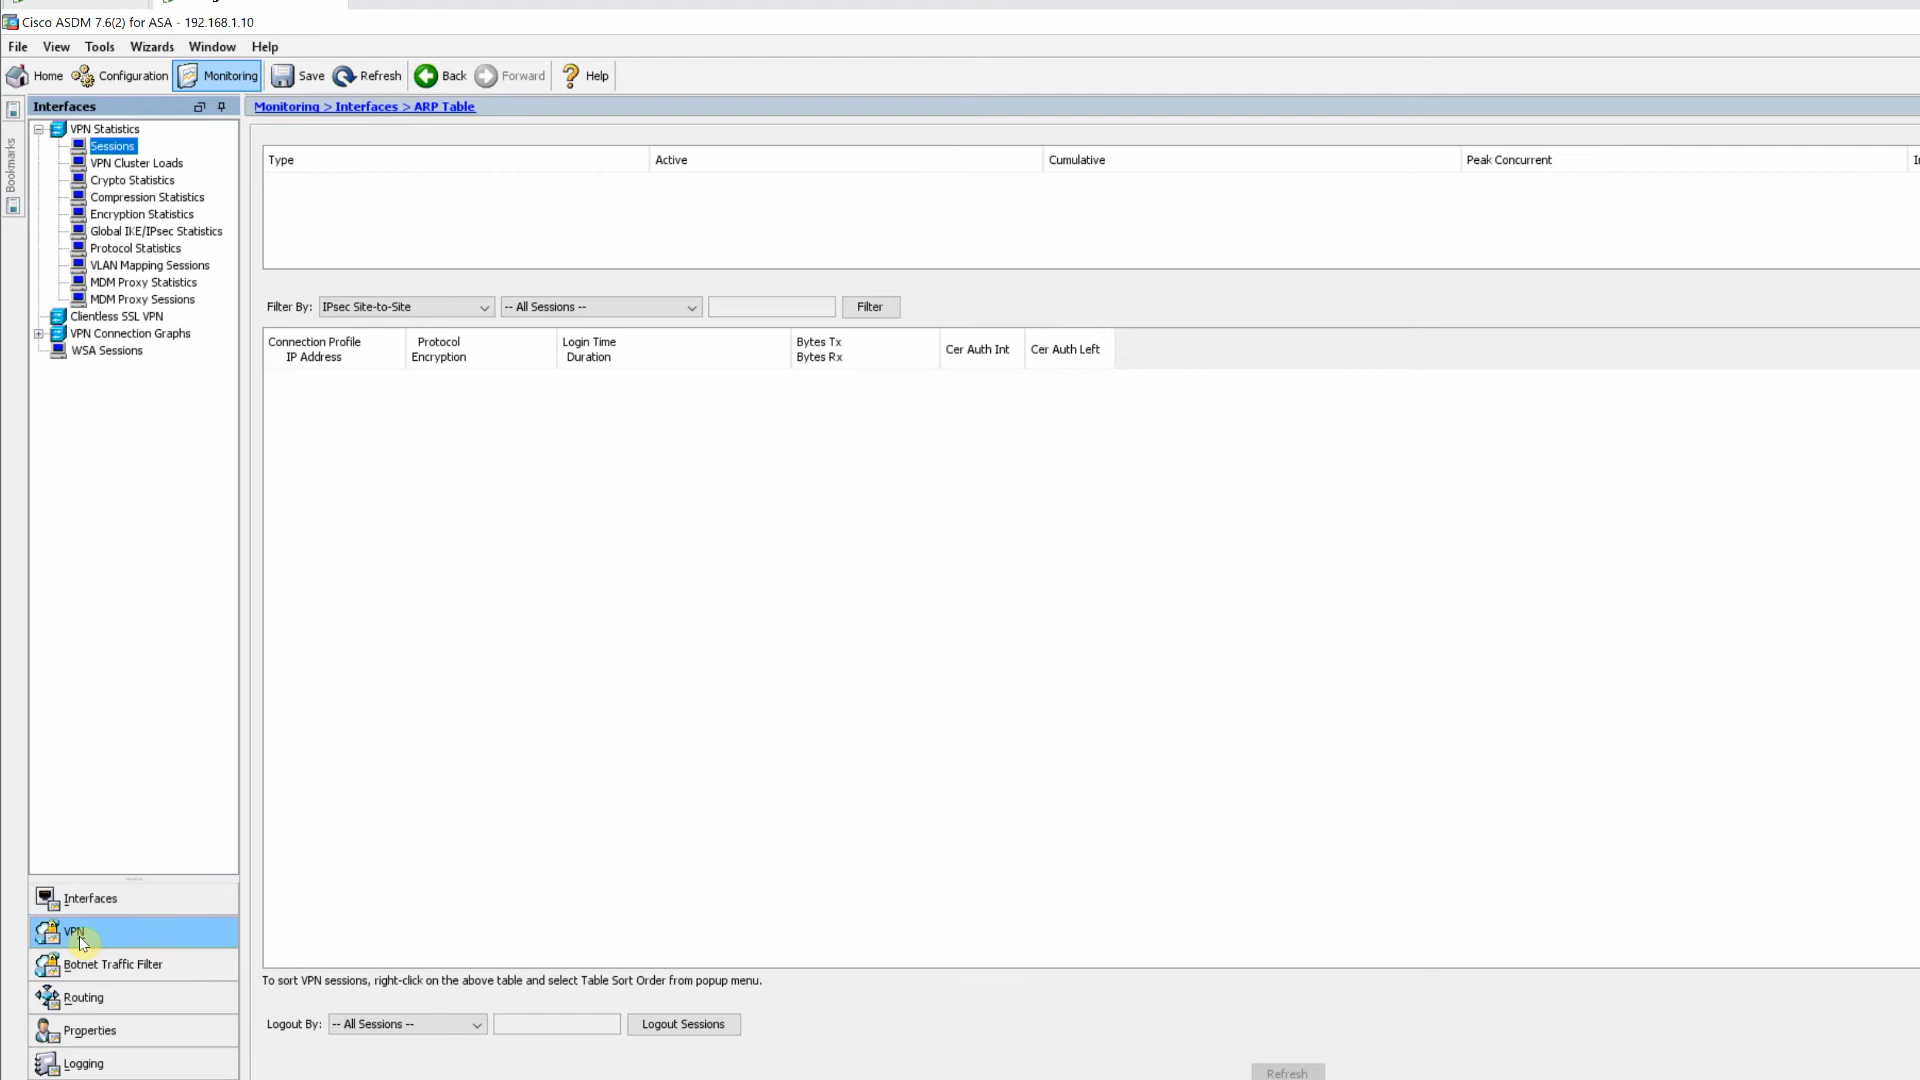 Cisco ASDM 7.6(2) for ASA - 192.168.1.10
File View Tools Wizards Window Help
Home Configuration Monitoring Save Refresh Back Forward Help
Interfaces
Monitoring > Interfaces > ARP Table
Bookmarks
VPN Statistics
Sessions
VPN Cluster Loads
Crypto Statistics
Compression Statistics
Encryption Statistics
Global IKE/IPsec Statistics
Protocol Statistics
VLAN Mapping Sessions
MDM Proxy Statistics
MDM Proxy Sessions
Clientless SSL VPN
VPN Connection Graphs
WSA Sessions
Type Active Cumulative Peak Concurrent
Filter By: IPsec Site-to-Site -- All Sessions -- Filter
Connection Profile
IP Address
Protocol
Encryption
Login Time
Duration
Bytes Tx
Bytes Rx
Cer Auth Int
Cer Auth Left
To sort VPN sessions, right-click on the above table and select Table Sort Order from popup menu.
Logout By: -- All Sessions -- Logout Sessions
Refresh
Interfaces
VPN
Botnet Traffic Filter
Routing
Properties
Logging